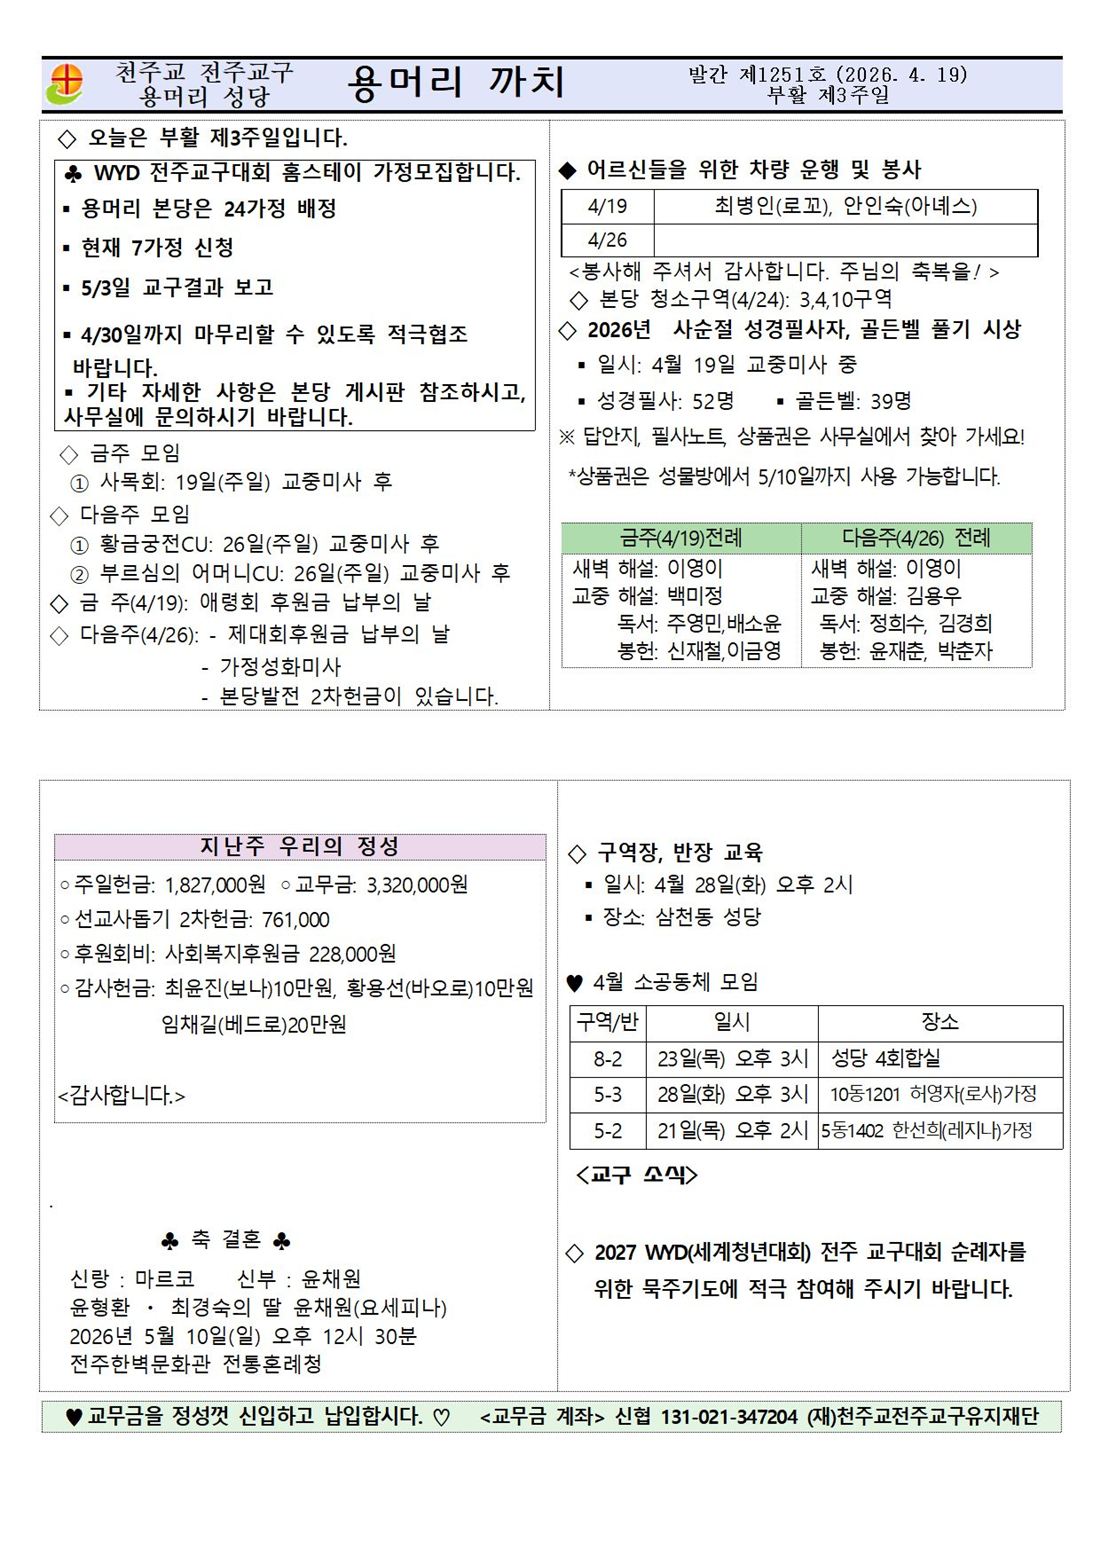 천주교 전주교구
용머리 성당
용머리 까치
발간 제1251호 (2026. 4. 19)
부활 제3주일
◇ 오늘은 부활 제3주일입니다.
♣ WYD 전주교구대회 홈스테이 가정모집합니다.
▪ 용머리 본당은 24가정 배정
▪ 현재 7가정 신청
▪ 5/3일 교구결과 보고
▪ 4/30일까지 마무리할 수 있도록 적극협조
바랍니다.
▪ 기타 자세한 사항은 본당 게시판 참조하시고,
사무실에 문의하시기 바랍니다.
◇ 금주 모임
① 사목회: 19일(주일) 교중미사 후
◇ 다음주 모임
① 황금궁전CU: 26일(주일) 교중미사 후
② 부르심의 어머니CU: 26일(주일) 교중미사 후
◇ 금 주(4/19): 애령회 후원금 납부의 날
◇ 다음주(4/26): - 제대회후원금 납부의 날
- 가정성화미사
- 본당발전 2차헌금이 있습니다.
◆ 어르신들을 위한 차량 운행 및 봉사
4/19 최병인(로꼬), 안인숙(아녜스)
4/26
<봉사해 주셔서 감사합니다. 주님의 축복을! >
◇ 본당 청소구역(4/24): 3,4,10구역
◇ 2026년 사순절 성경필사자, 골든벨 풀기 시상
▪ 일시: 4월 19일 교중미사 중
▪ 성경필사: 52명 ▪ 골든벨: 39명
※ 답안지, 필사노트, 상품권은 사무실에서 찾아 가세요!
*상품권은 성물방에서 5/10일까지 사용 가능합니다.
금주(4/19)전례 다음주(4/26) 전례
새벽 해설: 이영이 새벽 해설: 이영이
교중 해설: 백미정 교중 해설: 김용우
독서: 주영민,배소윤 독서: 정희수, 김경희
봉헌: 신재철,이금영 봉헌: 윤재춘, 박춘자
지난주 우리의 정성
○ 주일헌금: 1,827,000원 ○ 교무금: 3,320,000원
○ 선교사돕기 2차헌금: 761,000
○ 후원회비: 사회복지후원금 228,000원
○ 감사헌금: 최윤진(보나)10만원, 황용선(바오로)10만원
임채길(베드로)20만원
<감사합니다.>
.
♣ 축 결혼 ♣
신랑 : 마르코 신부 : 윤채원
윤형환 · 최경숙의 딸 윤채원(요세피나)
2026년 5월 10일(일) 오후 12시 30분
전주한벽문화관 전통혼례청
◇ 구역장, 반장 교육
▪ 일시: 4월 28일(화) 오후 2시
▪ 장소: 삼천동 성당
♥ 4월 소공동체 모임
구역/반 일시 장소
8-2 23일(목) 오후 3시 성당 4회합실
5-3 28일(화) 오후 3시 10동1201 허영자(로사)가정
5-2 21일(목) 오후 2시 5동1402 한선희(레지나)가정
<교구 소식>
◇ 2027 WYD(세계청년대회) 전주 교구대회 순례자를
위한 묵주기도에 적극 참여해 주시기 바랍니다.
♥ 교무금을 정성껏 신입하고 납입합시다. ♡ <교무금 계좌> 신협 131-021-347204 (재)천주교전주교구유지재단